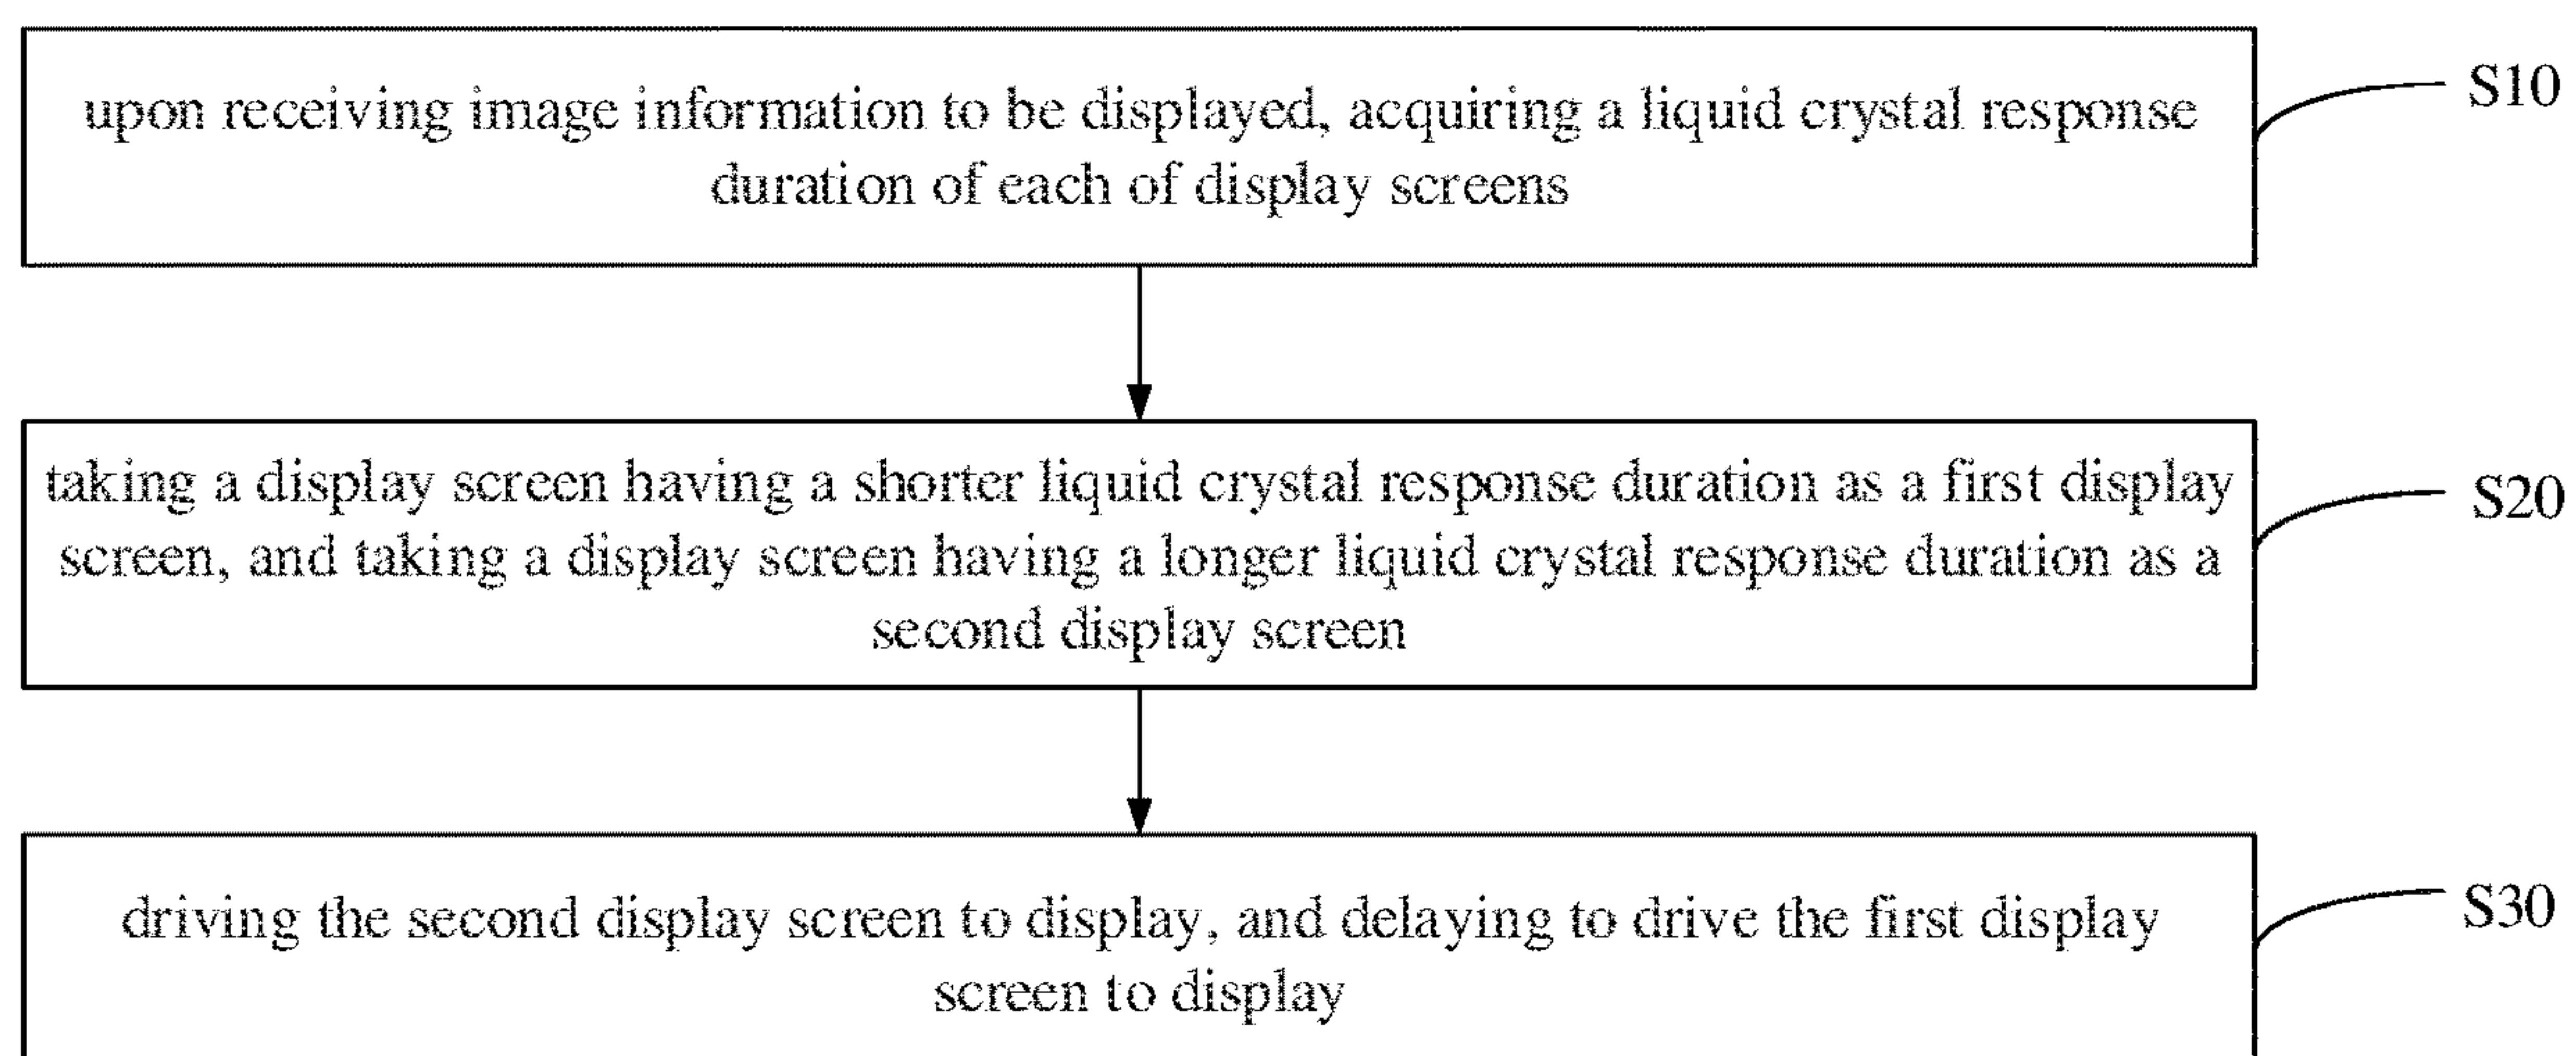 upon receiving image information to be displayed, acquiring a liquid crystal response
duration of each of display screens
S10
taking a display screen having a shorter liquid crystal response duration as a first display
screen, and taking a display screen having a longer liquid crystal response duration as a
second display screen
S20
driving the second display screen to display, and delaying to drive the first display
screen to display
S30